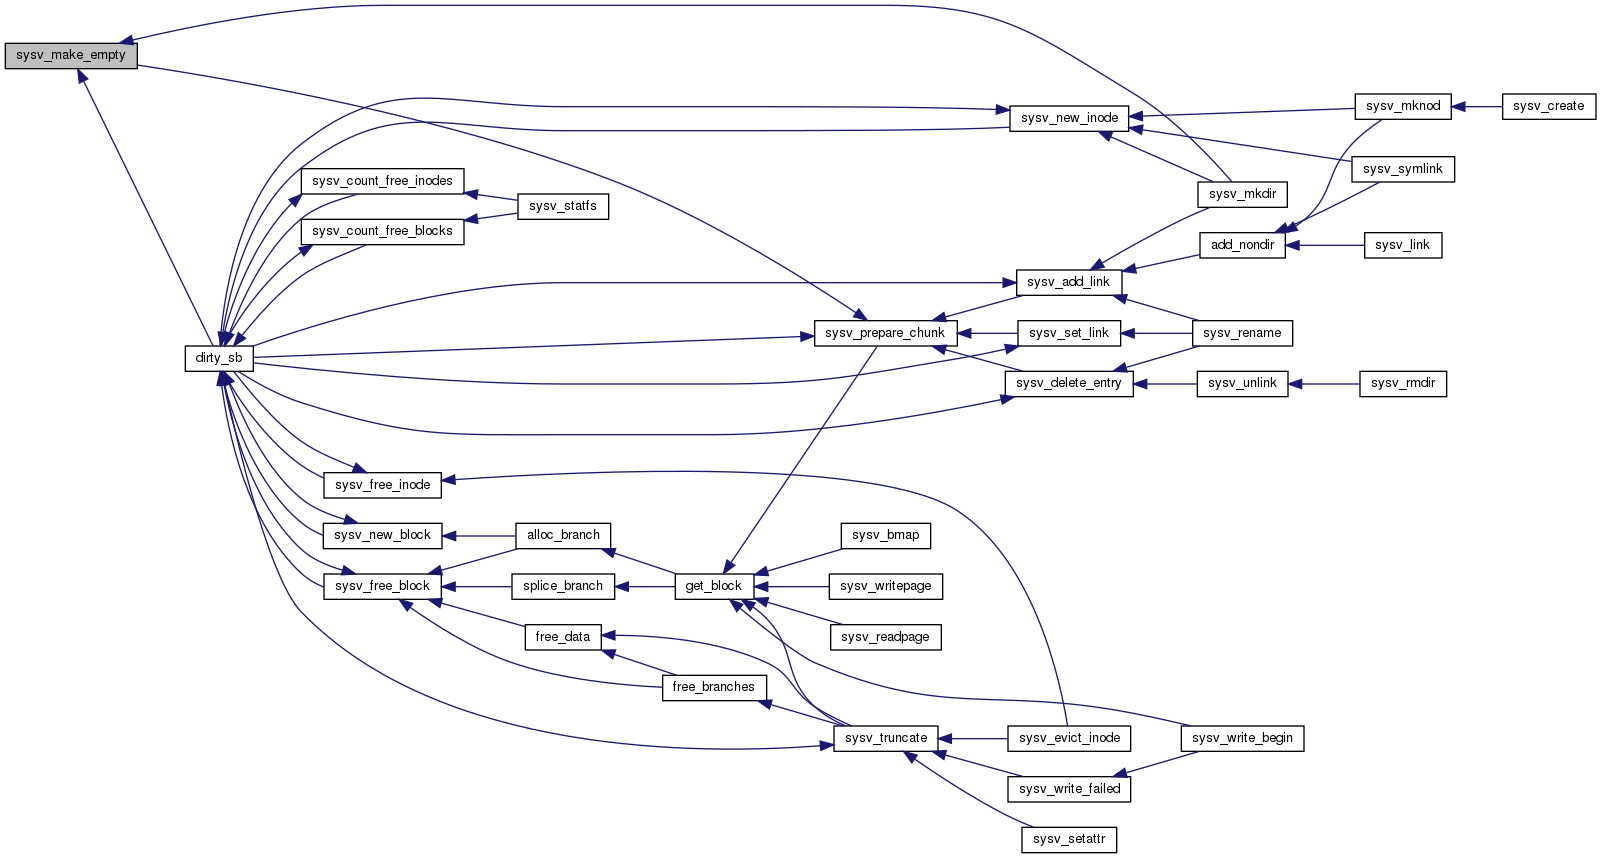 sysv_make_empty
sysv_mknod
sysv_create
sysv_new_inode
sysv_symlink
sysv_count_free_inodes
sysv_mkdir
sysv_statfs
sysv_count_free_blocks
add_nondir
sysv_link
sysv_add_link
sysv_prepare_chunk
sysv_set_link
sysv_rename
dirty_sb
sysv_delete_entry
sysv_unlink
sysv_rmdir
sysv_free_inode
sysv_new_block
alloc_branch
sysv_bmap
sysv_free_block
splice_branch
get_block
sysv_writepage
free_data
sysv_readpage
free_branches
sysv_truncate
sysv_evict_inode
sysv_write_begin
sysv_write_failed
sysv_setattr